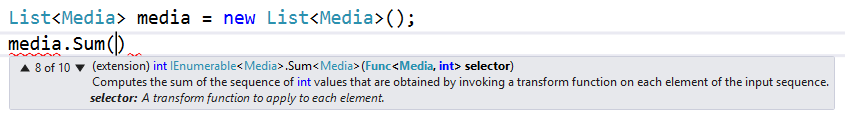 List<Media> media = new List<Media>();
media.Sum()
▲ 8 of 10 ▼ (extension) int IEnumerable<Media>.Sum<Media>(Func<Media, int> selector)
Computes the sum of the sequence of int values that are obtained by invoking a transform function on each element of the input sequence.
selector: A transform function to apply to each element.